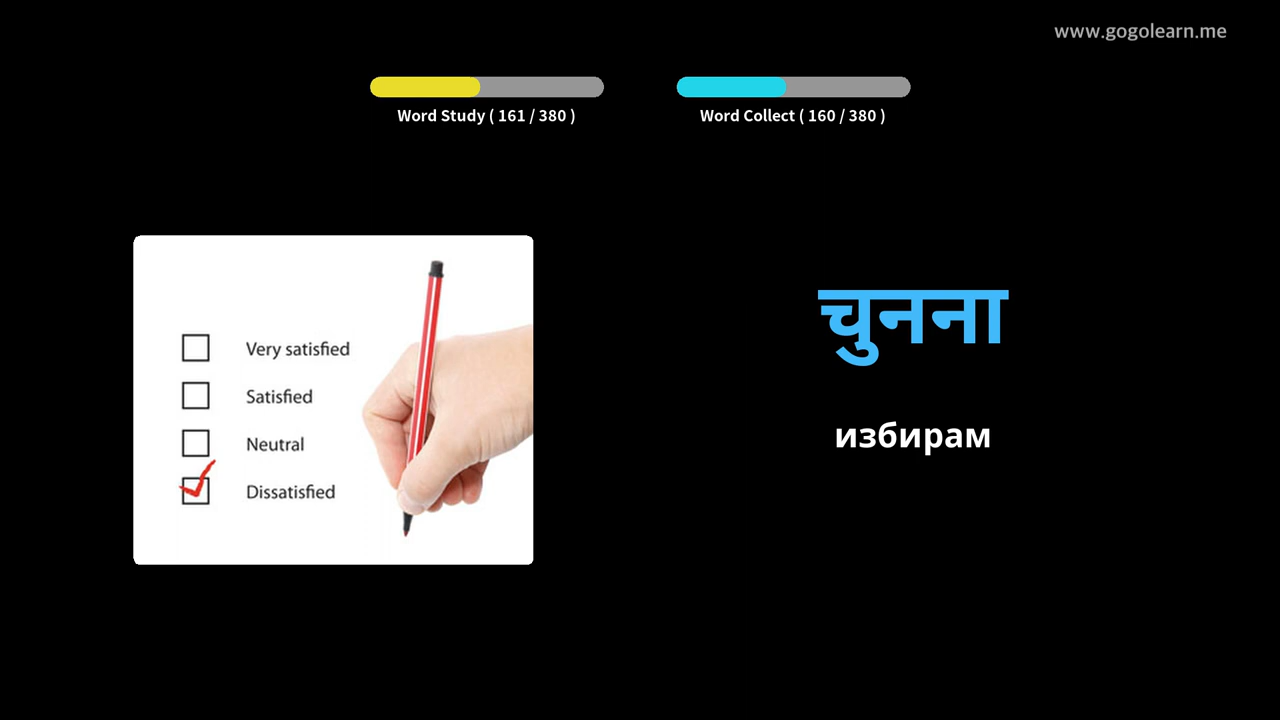 www.gogolearn.me
Word Study ( 161 / 380 )
Word Collect ( 160 / 380 )
Very satisfied
Satisfied
Neutral
Dissatisfied
चुनना
избирам